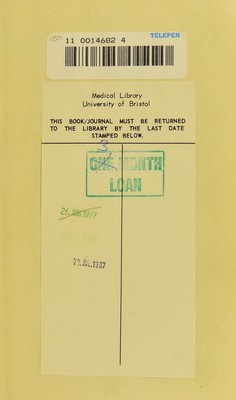 TELEPEN
11 0014682 4
Medical Library
University of Bristol
THIS BOOK/JOURNAL MUST BE RETURNED
TO THE LIBRARY BY THE LAST DATE
STAMPED BELOW.
3
ONE MONTH
LOAN